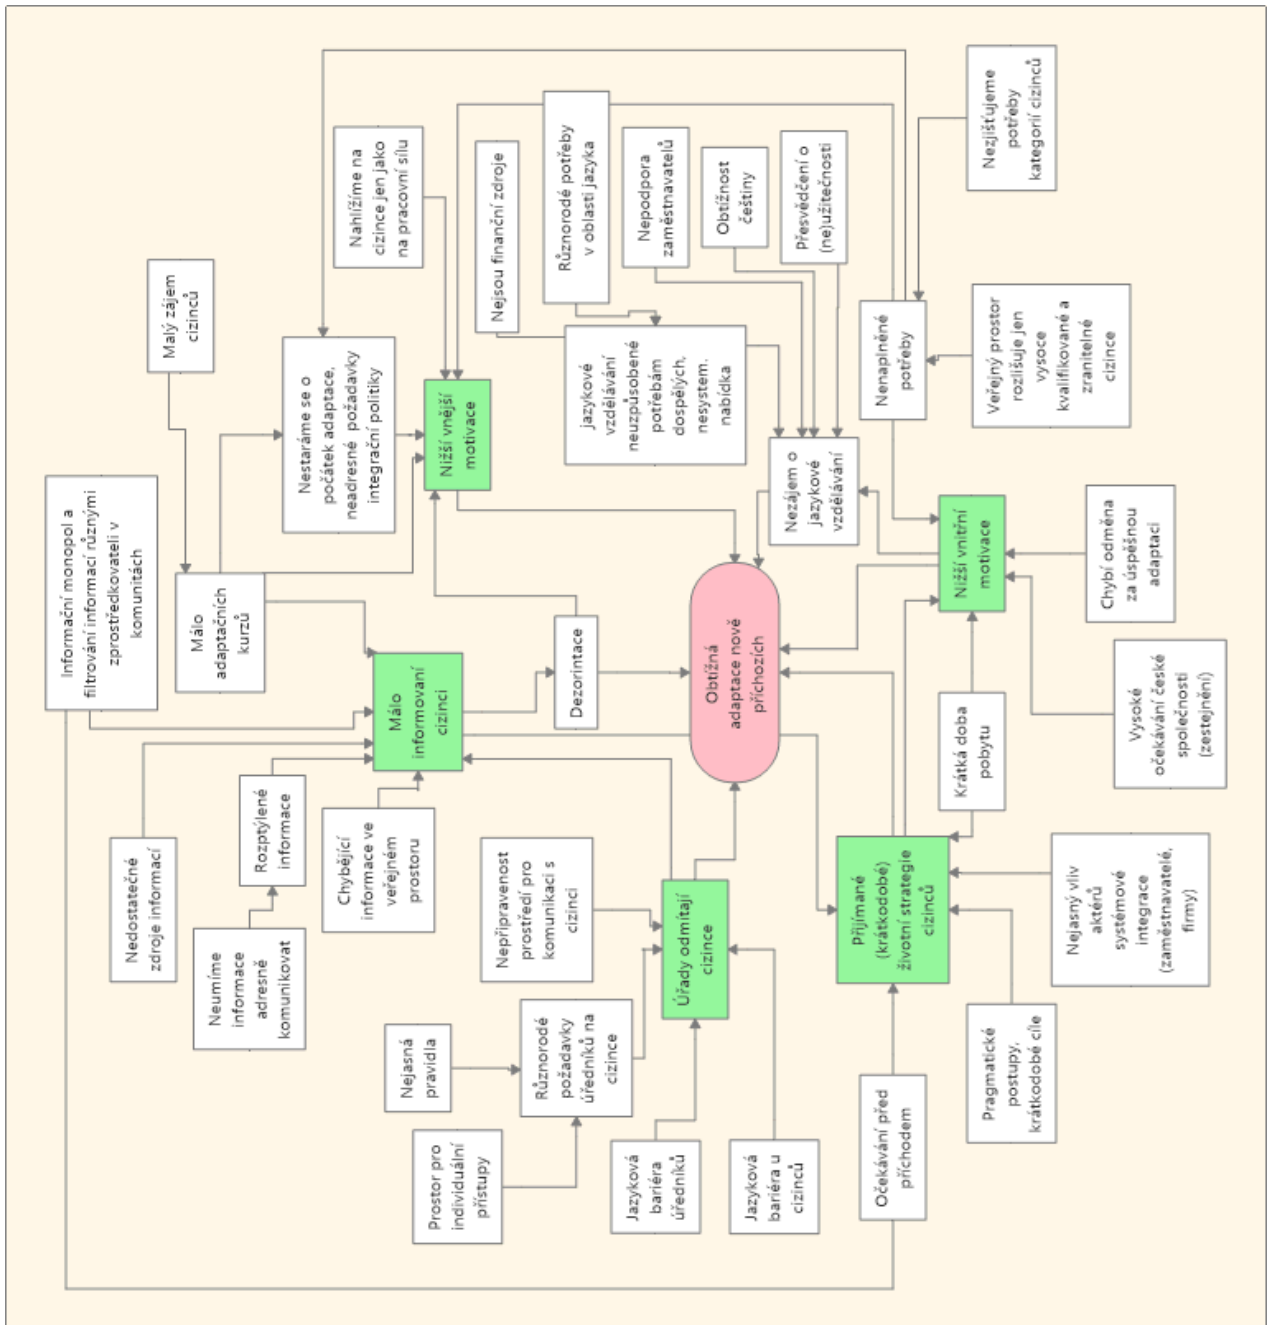 Informační monopol a
filtrování informací různými
zprostředkovateli v
komunitách
Nedostatečné
zdroje informací
Malý zájem
cizinců
Málo
adaptačních
kurzů
Neumíme
informace
adresně
komunikovat
Rozptýlené
informace
Nestaráme se o
počátek adaptace,
neadresné požadavky
integrační politiky
Chybějící
informace ve
veřejném
prostoru
Nahlížíme na
cizince jen jako
na pracovní sílu
Málo
informovaní
cizinci
Nejasná
pravidla
Prostor pro
individuální
přístupy
Nižší vnější
motivace
Nejsou finanční zdroje
Nepřipravenost
prostředí pro
komunikaci s
cizinci
Různorodé
požadavky
úředníků na
cizince
Různorodé potřeby
v oblasti jazyka
Dezorintace
jazykové
vzdělávání
neuzpůsobené
potřebám
dospělých,
nesystem.
nabídka
Jazyková
bariéra
úředníků
Nepodpora
zaměstnavatelů
Úřady odmítají
cizince
Obtížná
adaptace nově
příchozích
Obtížnost
češtiny
Jazyková
bariéra u
cizinců
Nezájem o
jazykové
vzdělávání
Přesvědčení o
(ne)užitečnosti
Přijímané
(krátkodobé)
životní strategie
cizinců
Očekávání před
příchodem
Nenaplněné
potřeby
Krátká doba
pobytu
Nižší vnitřní
motivace
Pragmatické
postupy,
krátkodobé cíle
Nezjišťujeme
potřeby
kategorií cizinců
Veřejný prostor
rozlišuje jen
vysoce
kvalifikované a
zranitelné
cizince
Nejasný vliv
aktérů
systémové
integrace
(zaměstnavatelé,
firmy)
Chybí odměna
za úspěšnou
adaptaci
Vysoké
očekávání české
společnosti
(zestejnění)